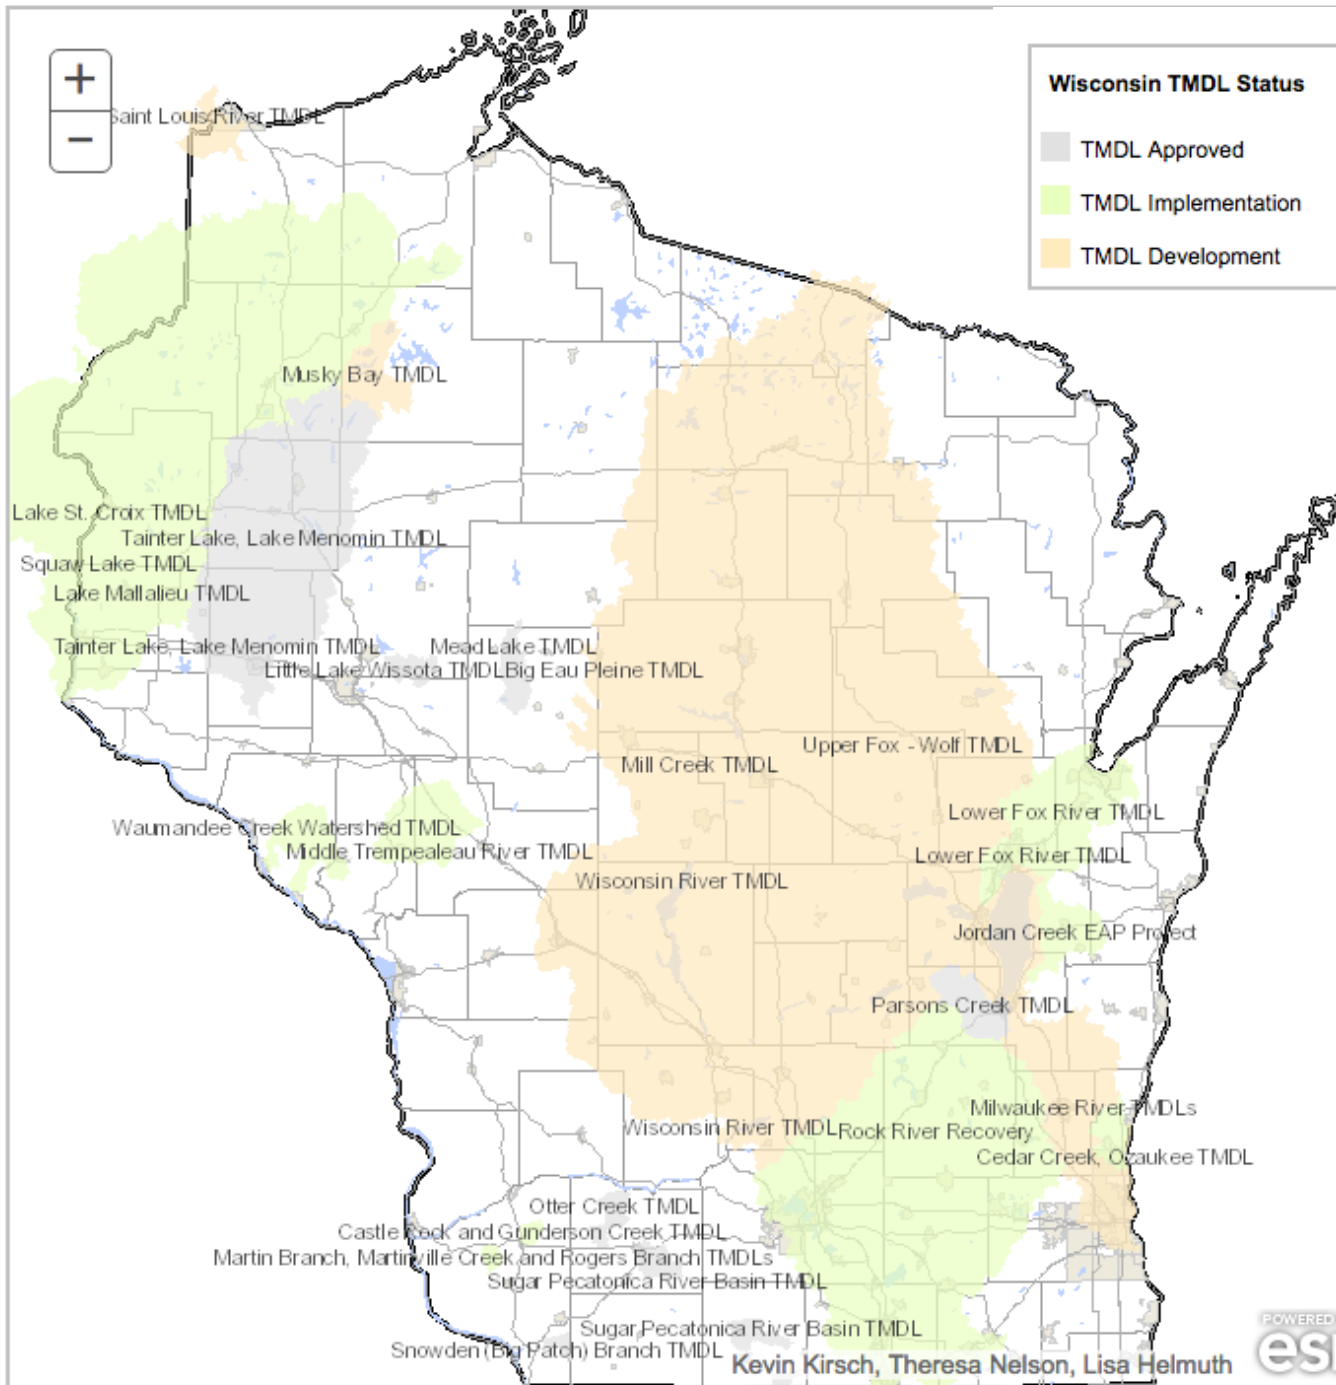 +
−
Wisconsin TMDL Status
TMDL Approved
TMDL Implementation
TMDL Development
Saint Louis River TMDL
Musky Bay TMDL
Lake St. Croix TMDL
Tainter Lake, Lake Menomin TMDL
Squaw Lake TMDL
Lake Mallalieu TMDL
Tainter Lake, Lake Menomin TMDL
Mead Lake TMDL
Little Lake Wissota TMDL
Big Eau Pleine TMDL
Upper Fox - Wolf TMDL
Mill Creek TMDL
Lower Fox River TMDL
Waumandee Creek Watershed TMDL
Middle Trempealeau River TMDL
Lower Fox River TMDL
Wisconsin River TMDL
Jordan Creek EAP Project
Parsons Creek TMDL
Milwaukee River TMDLs
Wisconsin River TMDL
Rock River Recovery
Cedar Creek, Ozaukee TMDL
Otter Creek TMDL
Castle Rock and Gunderson Creek TMDL
Martin Branch, Martinville Creek and Rogers Branch TMDLs
Sugar Pecatonica River Basin TMDL
Sugar Pecatonica River Basin TMDL
Snowden (Big Patch) Branch TMDL
Kevin Kirsch, Theresa Nelson, Lisa Helmuth
POWERED
es